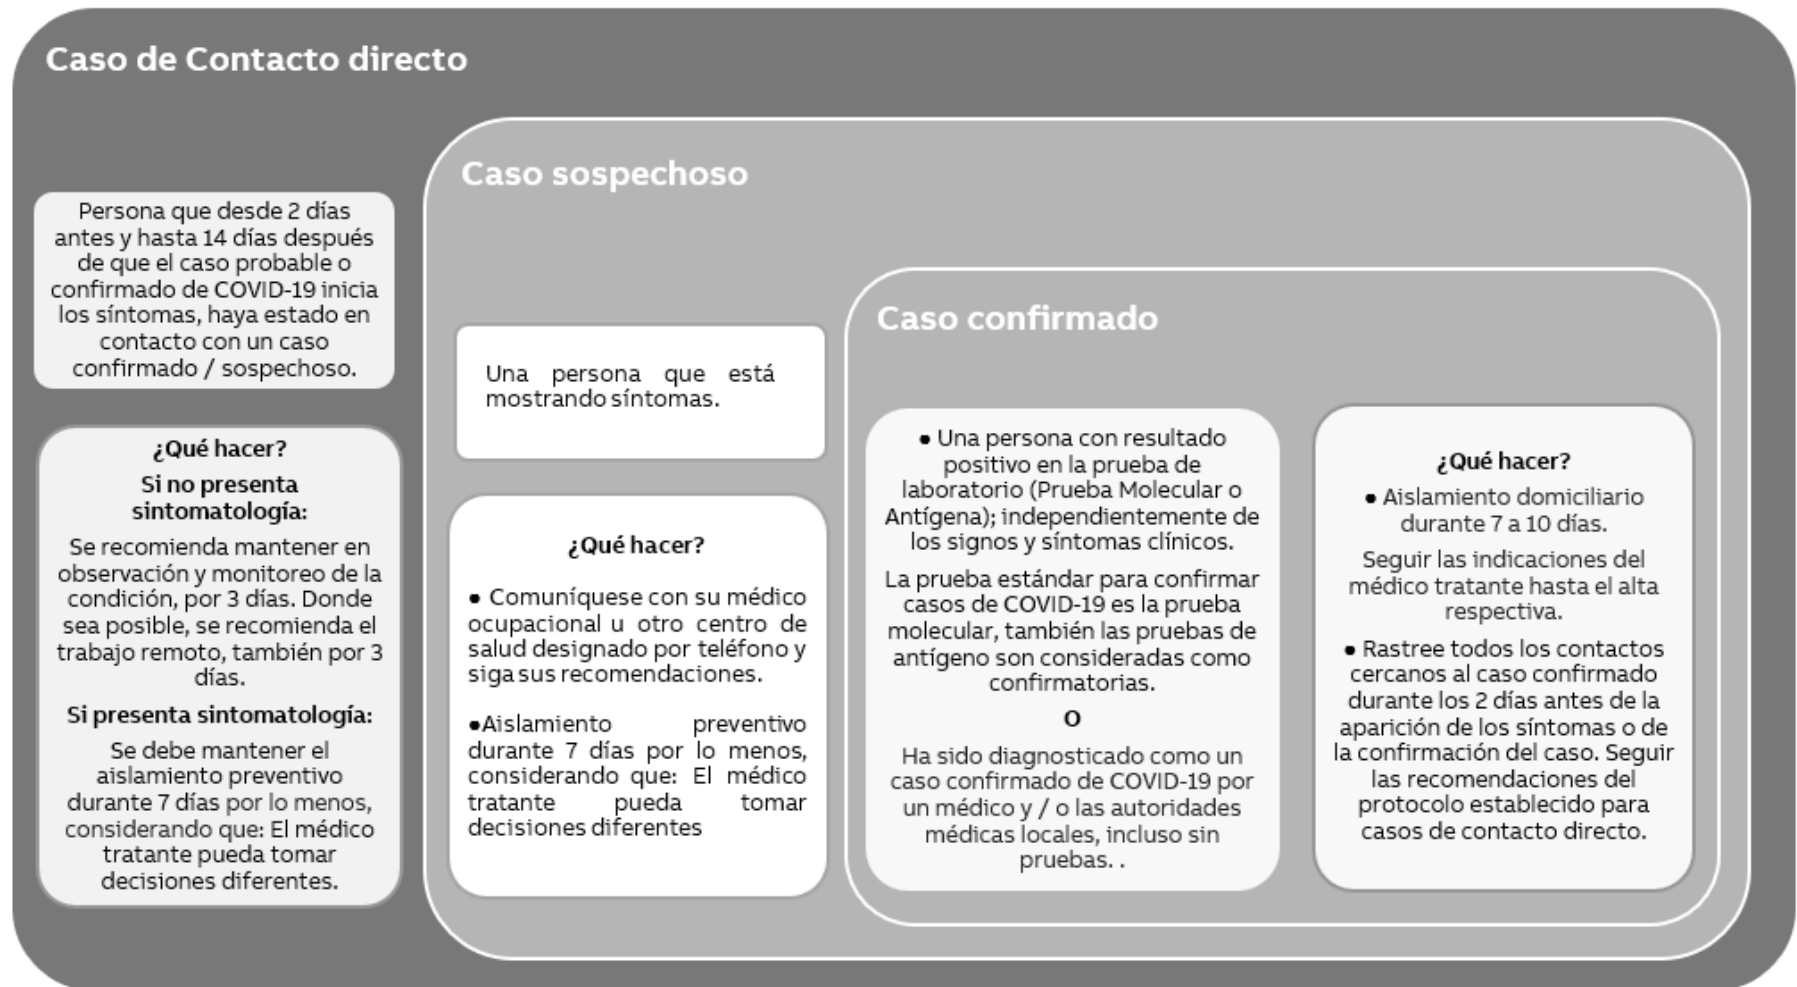 Caso de Contacto directo
Persona que desde 2 días
antes y hasta 14 días después
de que el caso probable o
confirmado de COVID-19 inicia
los síntomas, haya estado en
contacto con un caso
confirmado / sospechoso.
¿Qué hacer?
Si no presenta
sintomatología:
Se recomienda mantener en
observación y monitoreo de la
condición, por 3 días. Donde
sea posible, se recomienda el
trabajo remoto, también por 3
días.
Si presenta sintomatología:
Se debe mantener el
aislamiento preventivo
durante 7 días por lo menos,
considerando que: El médico
tratante pueda tomar
decisiones diferentes.
Caso sospechoso
Una persona que está
mostrando síntomas.
¿Qué hacer?
● Comuníquese con su médico
ocupacional u otro centro de
salud designado por teléfono y
siga sus recomendaciones.
●Aislamiento preventivo
durante 7 días por lo menos,
considerando que: El médico
tratante pueda tomar
decisiones diferentes
Caso confirmado
● Una persona con resultado
positivo en la prueba de
laboratorio (Prueba Molecular o
Antígena); independientemente de
los signos y síntomas clínicos.
La prueba estándar para confirmar
casos de COVID-19 es la prueba
molecular, también las pruebas de
antígeno son consideradas como
confirmatorias.
O
Ha sido diagnosticado como un
caso confirmado de COVID-19 por
un médico y / o las autoridades
médicas locales, incluso sin
pruebas. .
¿Qué hacer?
● Aislamiento domiciliario
durante 7 a 10 días.
Seguir las indicaciones del
médico tratante hasta el alta
respectiva.
● Rastree todos los contactos
cercanos al caso confirmado
durante los 2 días antes de la
aparición de los síntomas o de
la confirmación del caso. Seguir
las recomendaciones del
protocolo establecido para
casos de contacto directo.